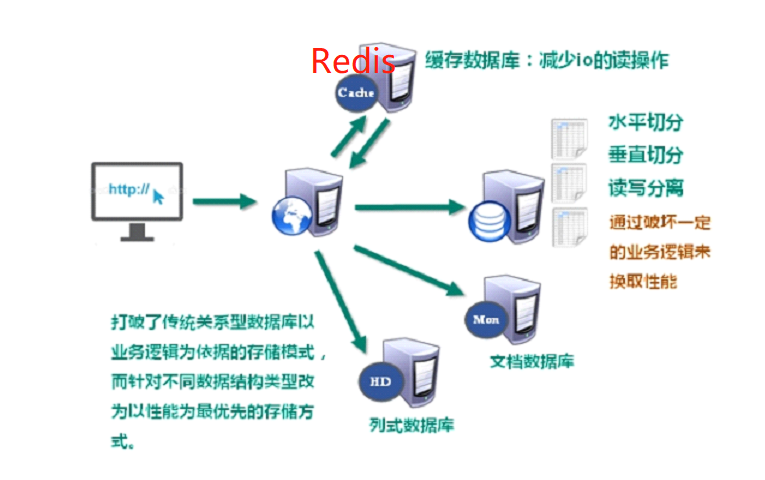 Redis
Cache
缓存数据库：减少io的读操作
水平切分
垂直切分
读写分离
通过破坏一定
的业务逻辑来
换取性能
http://
Mon
文档数据库
HD
列式数据库
打破了传统关系型数据库以
业务逻辑为依据的存储模式，
而针对不同数据结构类型改
为以性能为最优先的存储方
式。